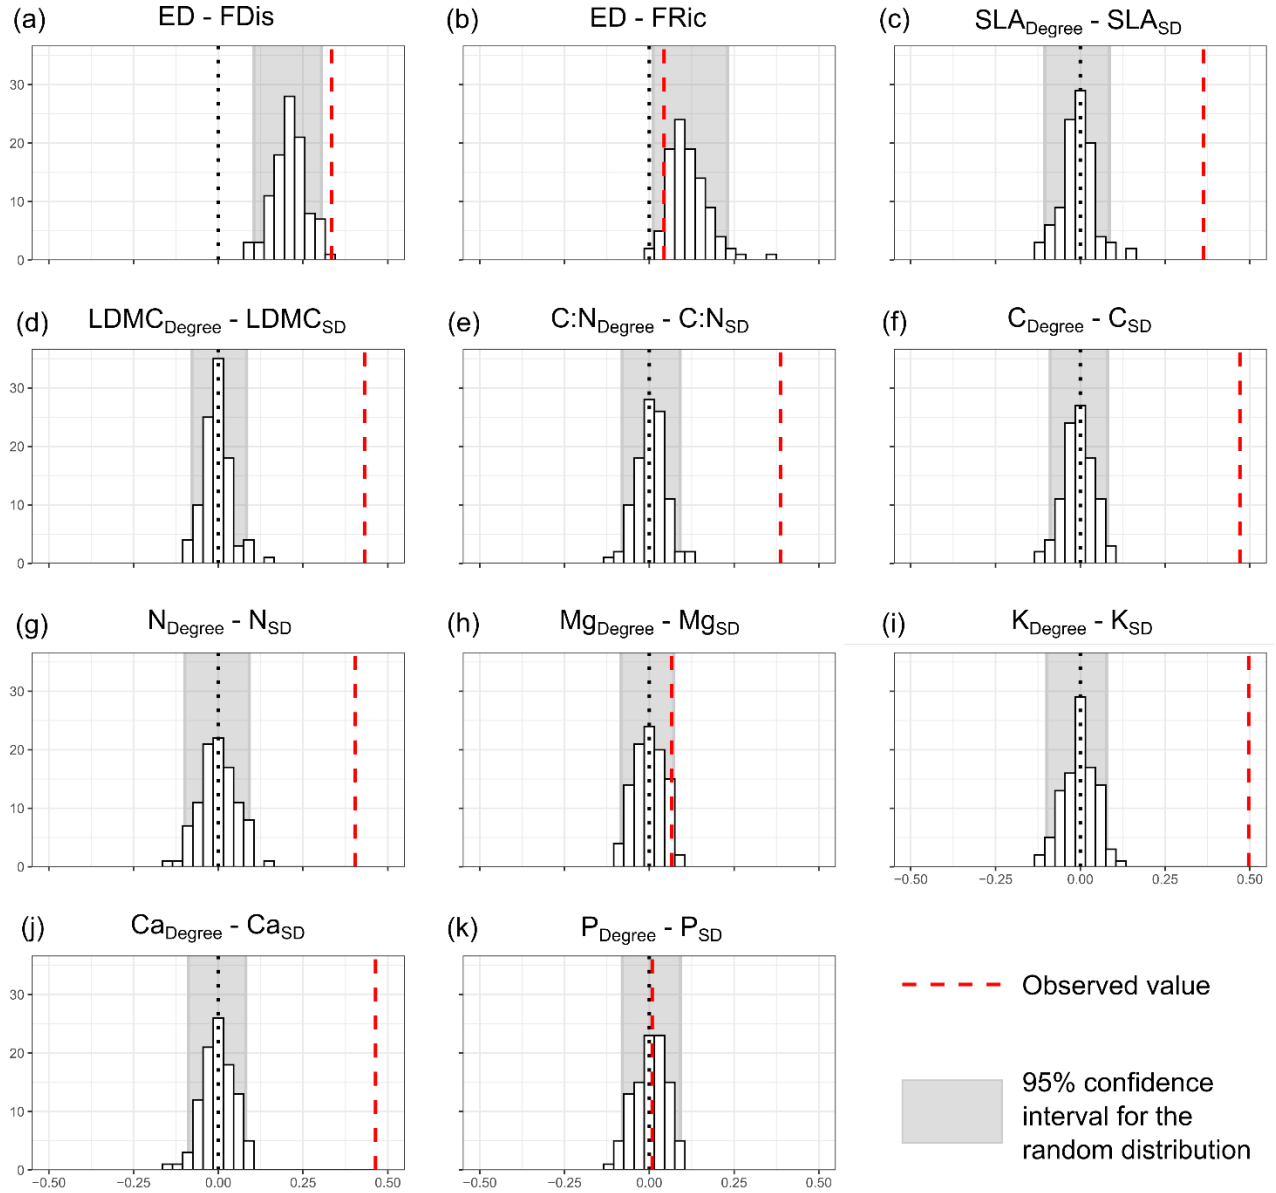 (a) ED - FDis
(b) ED - FRic
(c) SLADegree - SLASD
30
20
10
0
(d) LDMCDegree - LDMCSD
(e) C:NDegree - C:NSD
(f) CDegree - CSD
30
20
10
0
(g) NDegree - NSD
(h) MgDegree - MgSD
(i) KDegree - KSD
30
20
10
0
−0.50 −0.25 0.00 0.25 0.50
(j) CaDegree - CaSD
(k) PDegree - PSD
30
20
10
0
−0.50 −0.25 0.00 0.25 0.50
−0.50 −0.25 0.00 0.25 0.50
Observed value
95% confidence
interval for the
random distribution